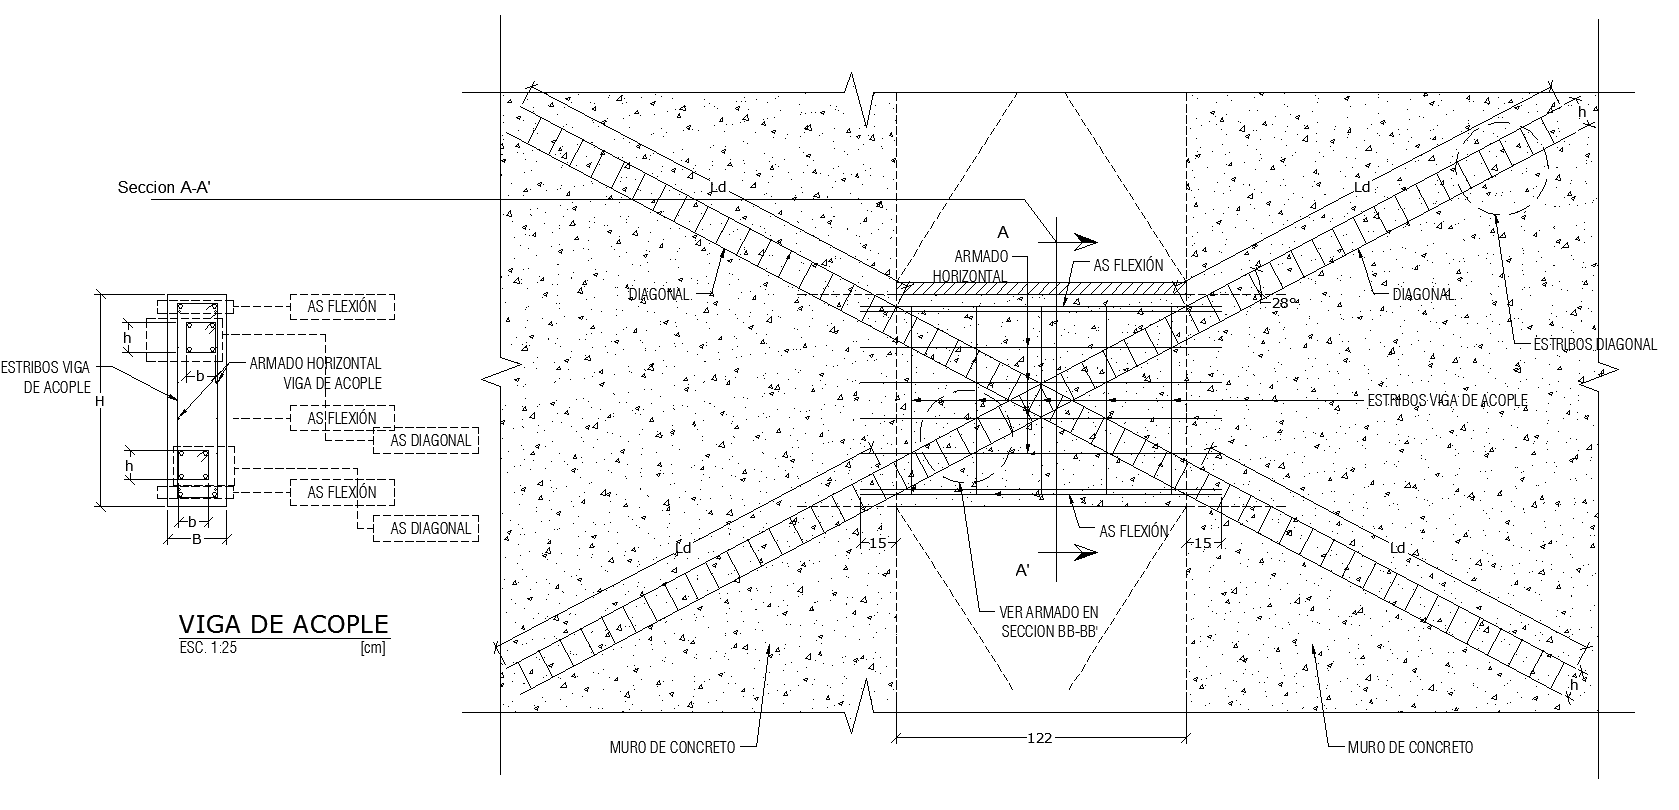 Seccion A-A'
AS FLEXIÓN
h
ESTRIBOS VIGA
DE ACOPLE
H
b
ARMADO HORIZONTAL
VIGA DE ACOPLE
AS FLEXIÓN
AS DIAGONAL
h
AS FLEXIÓN
b
AS DIAGONAL
B
VIGA DE ACOPLE
ESC. 1:25
[cm]
Ld
Ld
h
A
ARMADO
HORIZONTAL
AS FLEXIÓN
DIAGONAL
28°
DIAGONAL
ESTRIBOS DIAGONAL
ESTRIBOS VIGA DE ACOPLE
Ld
15
AS FLEXIÓN
15
Ld
A'
VER ARMADO EN
SECCION BB-BB'
h
MURO DE CONCRETO
122
MURO DE CONCRETO